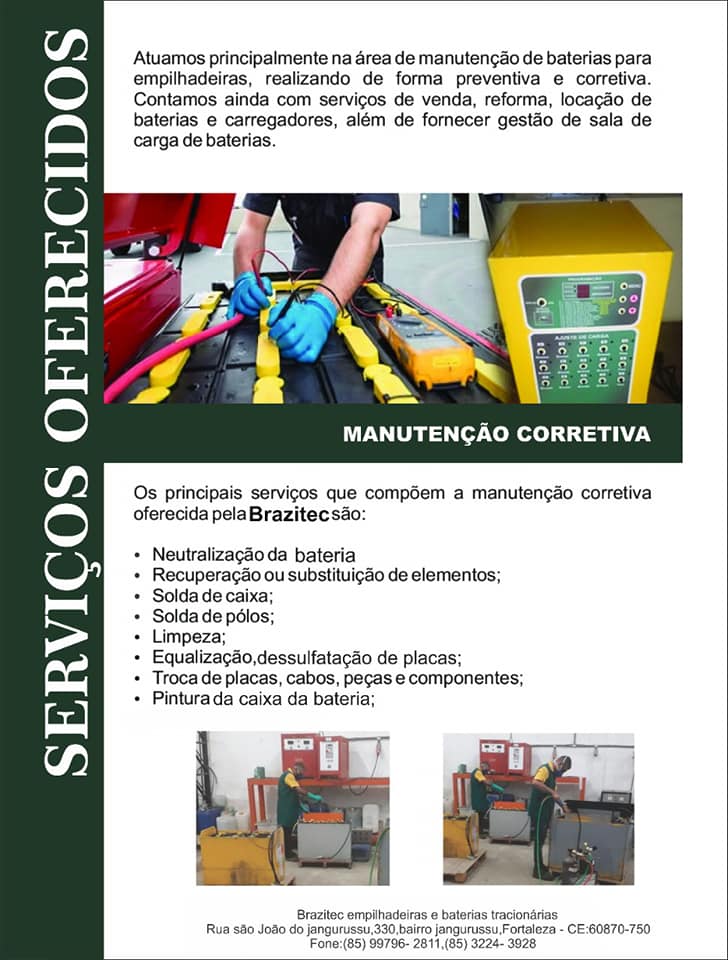 SERVIÇOS OFERECIDOS
Atuamos principalmente na área de manutenção de baterias para
empilhadeiras, realizando de forma preventiva e corretiva.
Contamos ainda com serviços de venda, reforma, locação de
baterias e carregadores, além de fornecer gestão de sala de
carga de baterias.
AJUSTE DE CARGA
MANUTENÇÃO CORRETIVA
Os principais serviços que compõem a manutenção corretiva
oferecida pela Brazitec são:
• Neutralização da bateria
• Recuperação ou substituição de elementos;
• Solda de caixa;
• Solda de pólos;
• Limpeza;
• Equalização,dessulfatação de placas;
• Troca de placas, cabos, peças e componentes;
• Pintura da caixa da bateria;
Brazitec empilhadeiras e baterias tracionárias
Rua são João do jangurussu,330,bairro jangurussu,Fortaleza - CE:60870-750
Fone:(85) 99796- 2811,(85) 3224- 3928